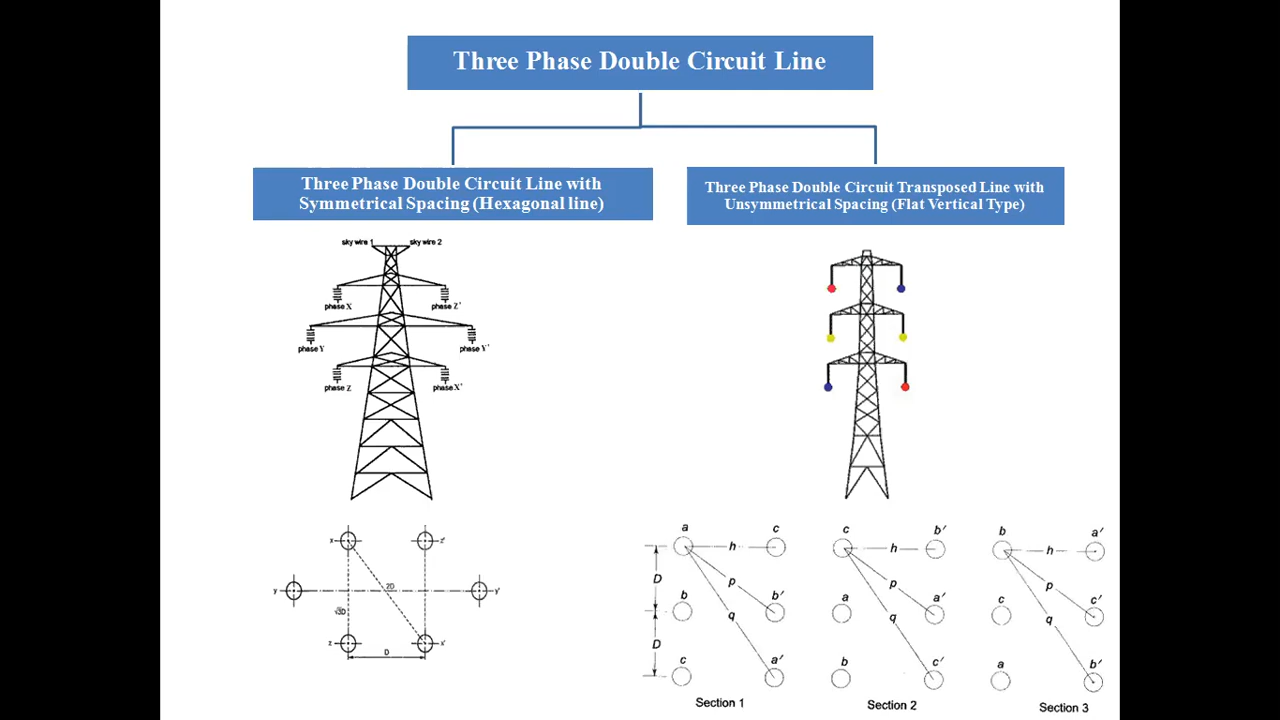 Three Phase Double Circuit Line
Three Phase Double Circuit Line with
Symmetrical Spacing (Hexagonal line)
Three Phase Double Circuit Transposed Line with
Unsymmetrical Spacing (Flat Vertical Type)
sky wire 1
sky wire 2
phase X
phase Z'
phase Y
phase Y'
phase Z
phase X'
x
z'
y
2D
y'
√3D
z
x'
D
a
c
h
D
p
b
b'
q
D
c
a'
Section 1
c
b'
h
p
a
a'
q
b
c'
Section 2
b
a'
h
p
c
c'
q
a
b'
Section 3